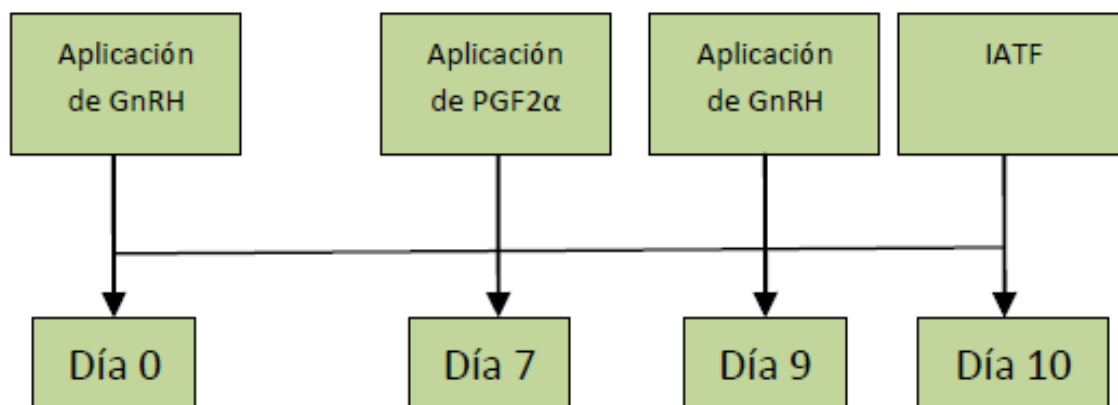 Aplicación
de GnRH
Aplicación
de PGF2α
Aplicación
de GnRH
IATF
Día 0
Día 7
Día 9
Día 10